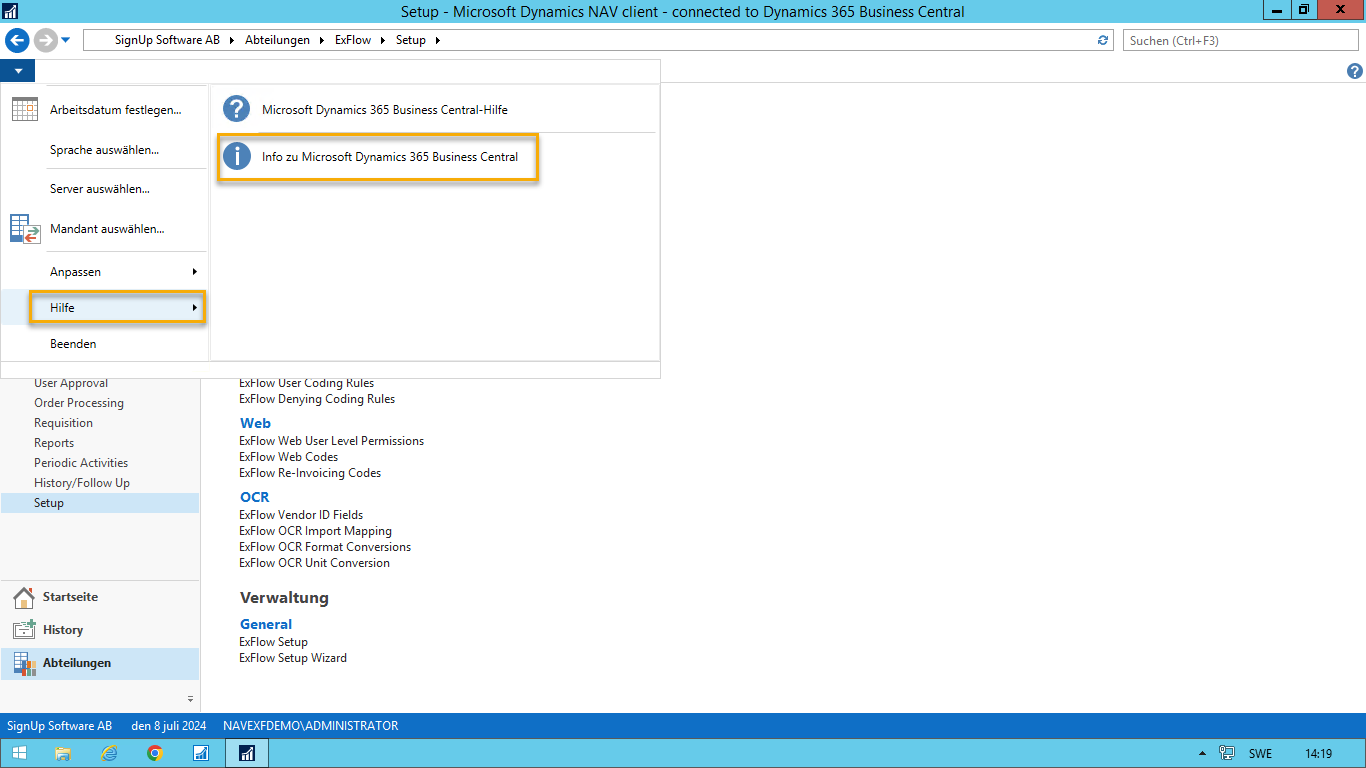 Setup - Microsoft Dynamics NAV client - connected to Dynamics 365 Business Central
SignUp Software AB Abteilungen ExFlow Setup
Suchen (Ctrl+F3)
Arbeitsdatum festlegen...
Sprache auswählen...
Server auswählen...
Mandant auswählen...
Anpassen
Hilfe
Beenden
Microsoft Dynamics 365 Business Central-Hilfe
Info zu Microsoft Dynamics 365 Business Central
User Approval
Order Processing
Requisition
Reports
Periodic Activities
History/Follow Up
Setup
ExFlow User Coding Rules
ExFlow Denying Coding Rules
Web
ExFlow Web User Level Permissions
ExFlow Web Codes
ExFlow Re-Invoicing Codes
OCR
ExFlow Vendor ID Fields
ExFlow OCR Import Mapping
ExFlow OCR Format Conversions
ExFlow OCR Unit Conversion
Verwaltung
General
ExFlow Setup
ExFlow Setup Wizard
Startseite
History
Abteilungen
SignUp Software AB den 8 juli 2024 NAVEXFDEMO\ADMINISTRATOR
SWE 14:19